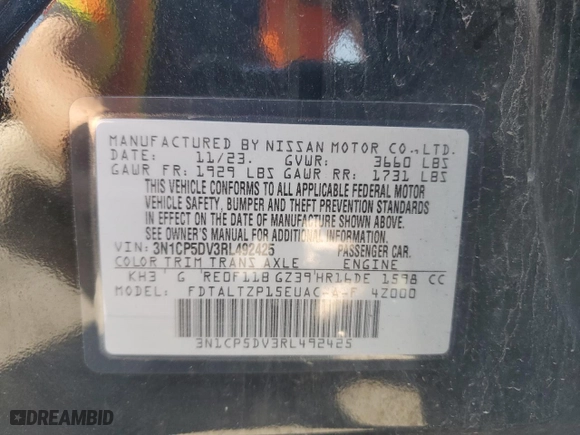 MANUFACTURED BY NISSAN MOTOR CO.,LTD.
DATE: 11/23. GVWR: 3660 LBS
GAWR FR: 1929 LBS GAWR RR: 1731 LBS
THIS VEHICLE CONFORMS TO ALL APPLICABLE FEDERAL MOTOR
VEHICLE SAFETY, BUMPER, AND THEFT PREVENTION STANDARDS
IN EFFECT ON THE DATE OF MANUFACTURE SHOWN ABOVE.
SEE OWNER'S MANUAL FOR ADDITIONAL INFORMATION.
VIN: 3N1CP5DV3RL492425 PASSENGER CAR.
COLOR TRIM TRANS AXLE ENGINE
KH3 G RE0F11B GZ39 HR16DE 1598 CC
MODEL: FDTALTZP15EUAC-A-F 4Z000
3N1CP5DV3RL492425
DREAMBID